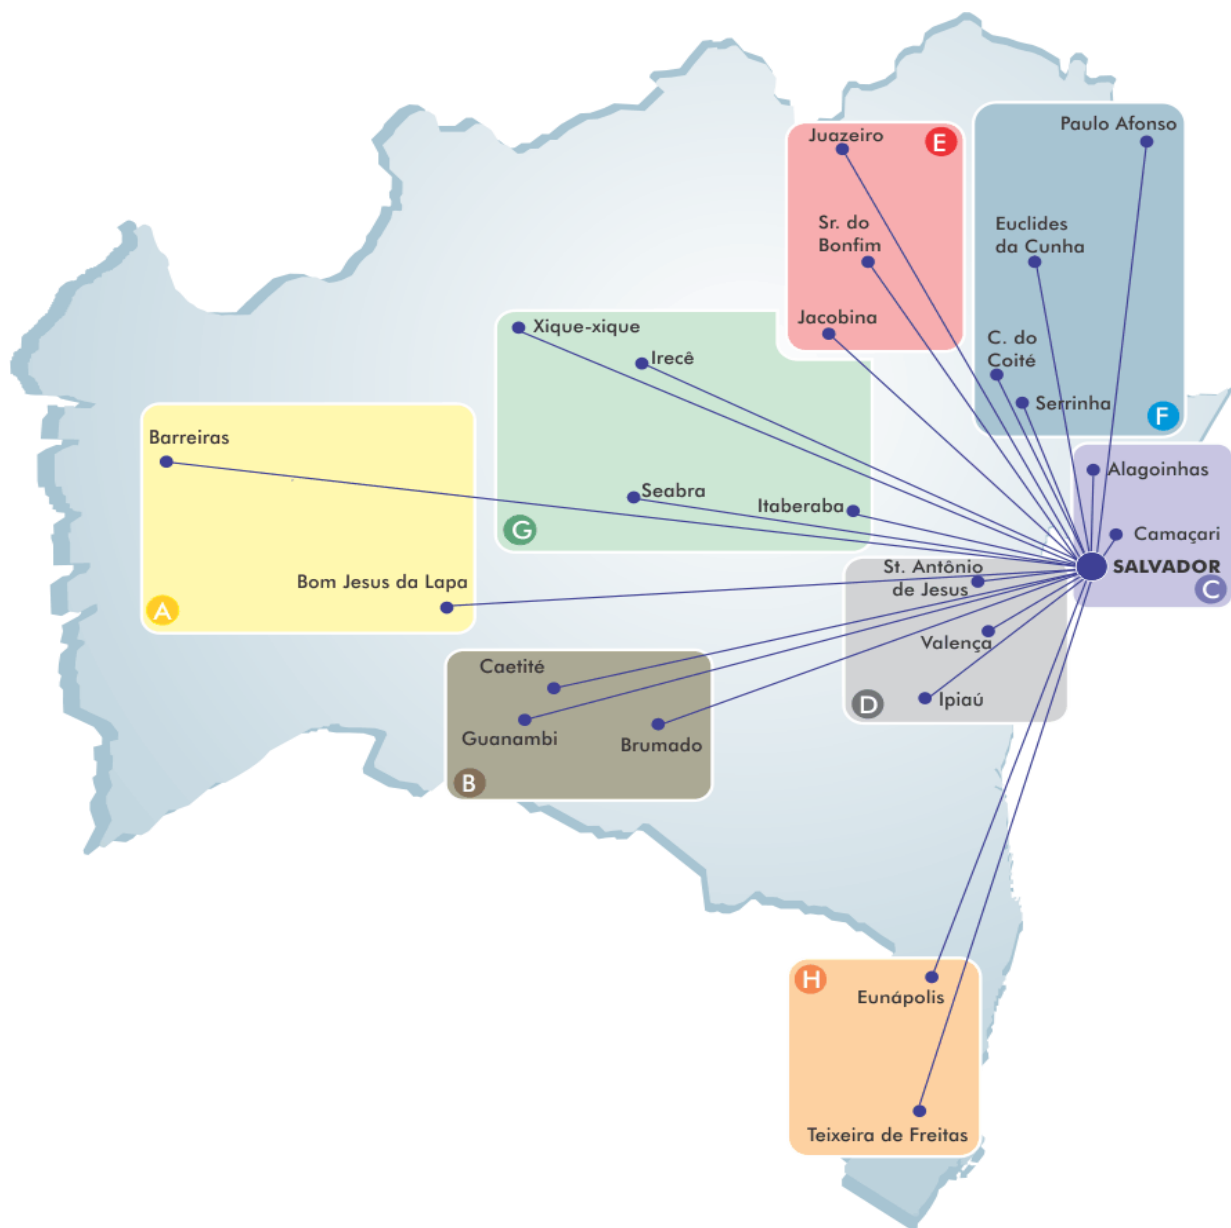 Paulo Afonso
Juazeiro
E
Sr. do
Bonfim
Euclides
da Cunha
Jacobina
Xique-xique
Irecê
C. do
Coité
Serrinha
F
Barreiras
Alagoinhas
Seabra
Itaberaba
G
Camaçari
SALVADOR
C
St. Antônio
de Jesus
Bom Jesus da Lapa
A
Valença
Caetité
Ipiaú
D
Guanambi
Brumado
B
H
Eunápolis
Teixeira de Freitas